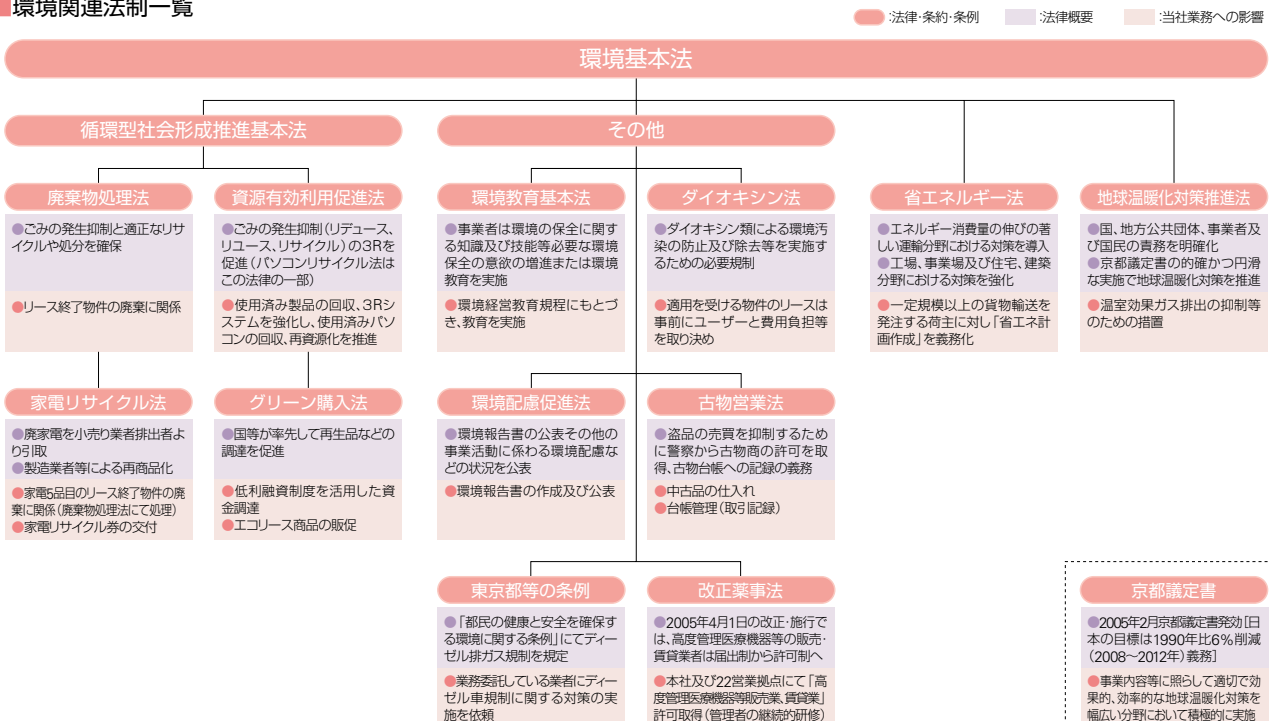 環境関連法制一覧
:法律・条約・条例
:法律概要
:当社業務への影響
環境基本法
循環型社会形成推進基本法
その他
廃棄物処理法
●ごみの発生抑制と適正なリサ
イクルや処分を確保
●リース終了物件の廃棄に関係
資源有効利用促進法
●ごみの発生抑制(リデュース、
リユース、リサイクル)の3Rを
促進(パソコンリサイクル法は
この法律の一部)
●使用済み製品の回収、3Rシ
ステムを強化し、使用済みパソ
コンの回収、再資源化を推進
環境教育基本法
●事業者は環境の保全に関す
る知識及び技能等必要な環境
保全の意欲の増進または環境
教育を実施
●環境経営教育規程にもとづ
き、教育を実施
ダイオキシン法
●ダイオキシン類による環境汚
染の防止及び除去等を実施す
るための必要規制
●適用を受ける物件のリースは
事前にユーザーと費用負担等
を取り決め
省エネルギー法
●エネルギー消費量の伸びの著
しい運輸分野における対策を導入
●工場、事業場及び住宅、建築
分野における対策を強化
●一定規模以上の貨物輸送を
発注する荷主に対し「省エネ計
画作成」を義務化
地球温暖化対策推進法
●国、地方公共団体、事業者及
び国民の責務を明確化
●京都議定書の的確かつ円滑
な実施で地球温暖化対策を推進
●温室効果ガス排出の抑制等
のための措置
家電リサイクル法
●廃家電を小売り業者排出者よ
り引取
●製造業者等による再商品化
●家電5品目のリース終了物件の廃
棄に関係(廃棄物処理法にて処理)
●家電リサイクル券の交付
グリーン購入法
●国等が率先して再生品などの
調達を促進
●低利融資制度を活用した資
金調達
●エコリース商品の販促
環境配慮促進法
●環境報告書の公表その他の
事業活動に係わる環境配慮な
どの状況を公表
●環境報告書の作成及び公表
古物営業法
●盗品の売買を抑制するため
に警察から古物商の許可を取
得、古物台帳への記録の義務
●中古品の仕入れ
●台帳管理(取引記録)
東京都等の条例
●「都民の健康と安全を確保す
る環境に関する条例」にてディー
ゼル排ガス規制を規定
●業務委託している業者にディー
ゼル車規制に関する対策の実
施を依頼
改正薬事法
●2005年4月1日の改正・施行で
は、高度管理医療機器等の販売・
賃貸業者は届出制から許可制へ
●本社及び22営業拠点にて「高
度管理医療機器等販売業、賃貸業」
許可取得(管理者の継続的研修)
京都議定書
●2005年2月京都議定書発効[日
本の目標は1990年比6%削減
(2008〜2012年)義務]
●事業内容等に照らして適切で効
果的、効率的な地球温暖化対策を
幅広い分野において積極的に実施